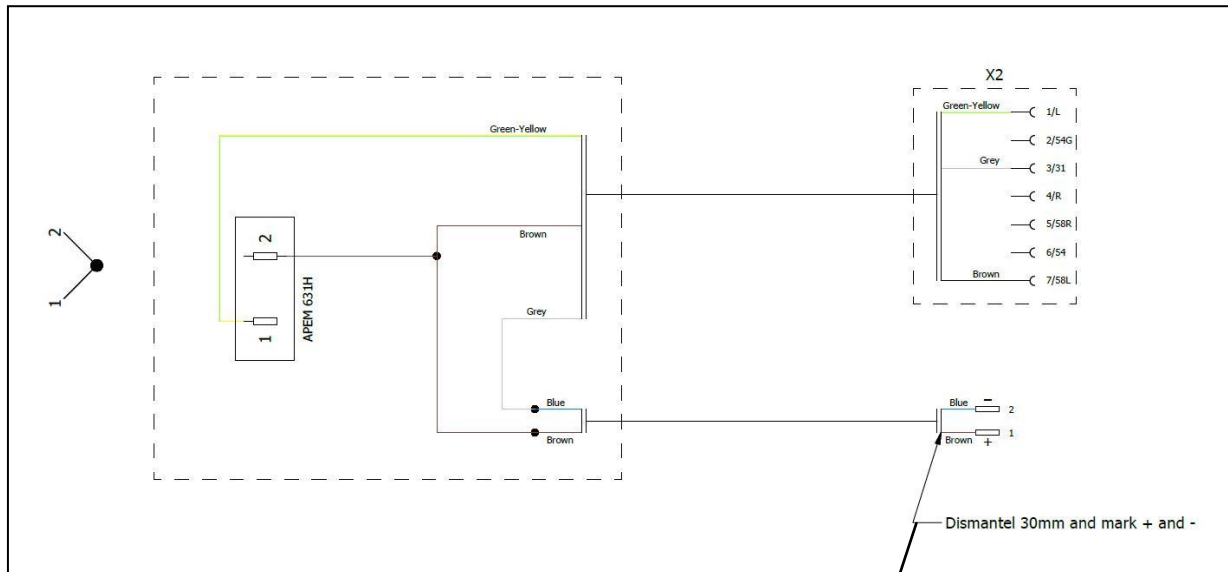 X2
Green-Yellow
1/L
2/54G
Grey
3/31
4/R
5/58R
6/54
Brown
7/58L
Green-Yellow
Brown
2
1
APEM 631H
2
1
Grey
Blue
Brown
Blue
-
2
Brown
+
1
Dismantel 30mm and mark + and -